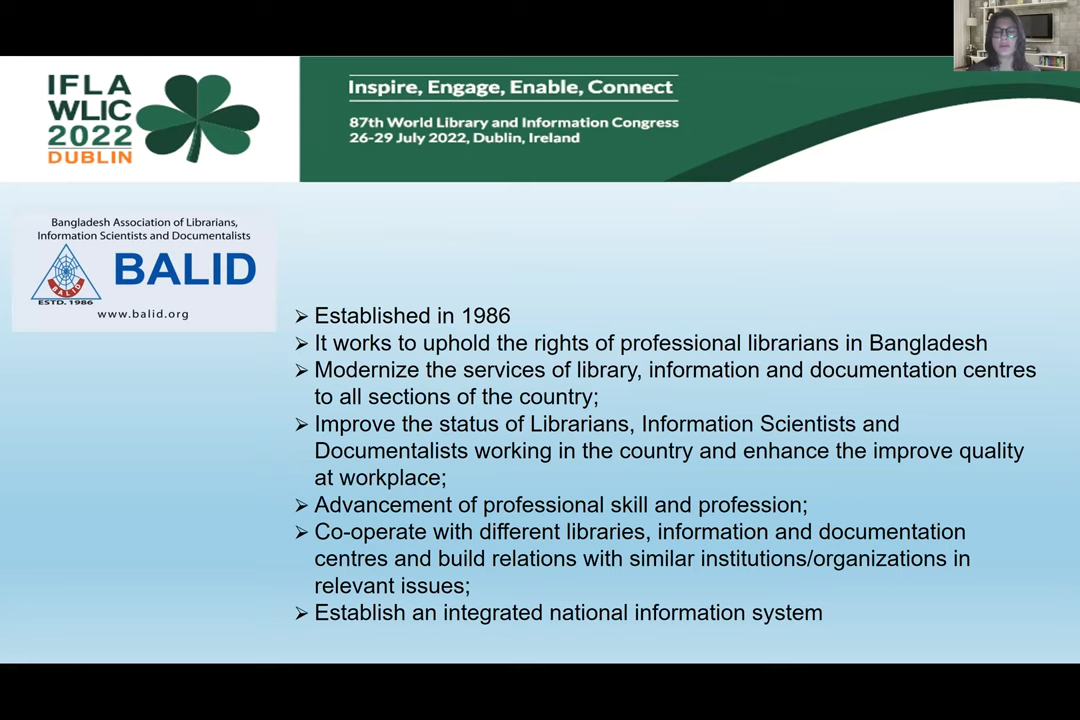 IFLA
WLIC
2022
DUBLIN
Inspire, Engage, Enable, Connect
87th World Library and Information Congress
26-29 July 2022, Dublin, Ireland
Bangladesh Association of Librarians,
Information Scientists and Documentalists
BALID
BALID
ESTD. 1986
www.balid.org
➢ Established in 1986
➢ It works to uphold the rights of professional librarians in Bangladesh
➢ Modernize the services of library, information and documentation centres
to all sections of the country;
➢ Improve the status of Librarians, Information Scientists and
Documentalists working in the country and enhance the improve quality
at workplace;
➢ Advancement of professional skill and profession;
➢ Co-operate with different libraries, information and documentation
centres and build relations with similar institutions/organizations in
relevant issues;
➢ Establish an integrated national information system